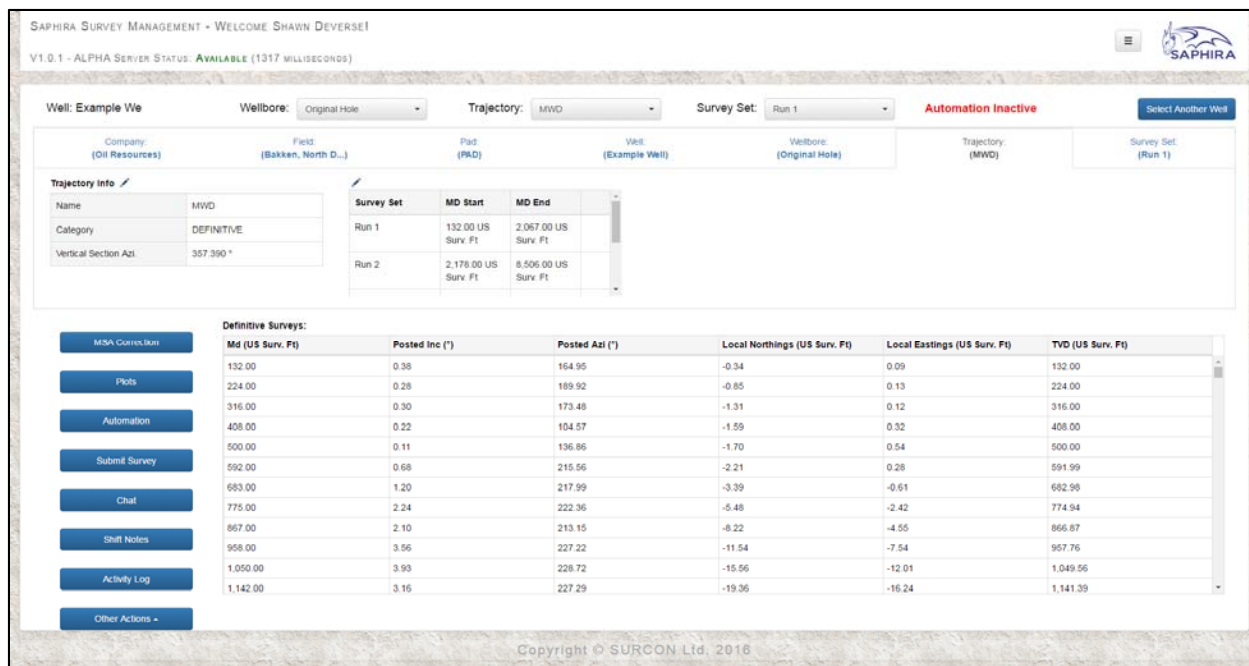 SAPHIRA SURVEY MANAGEMENT - WELCOME SHAWN DEVERSE!
V1.0.1 - ALPHA SERVER STATUS: AVAILABLE (1317 MILLISECONDS)
SAPHIRA
Well: Example We Wellbore: Original Hole Trajectory: MWD Survey Set: Run 1 Automation Inactive Select Another Well
Company: Field: Pad: Well: Wellbore: Trajectory: Survey Set:
(Oil Resources) (Bakken, North D...) (PAD) (Example Well) (Original Hole) (MWD) (Run 1)
Trajectory Info
Name MWD
Category DEFINITIVE
Vertical Section Azi. 357.390 °
Survey Set MD Start MD End
Run 1 132.00 US Surv. Ft 2,067.00 US Surv. Ft
Run 2 2,178.00 US Surv. Ft 8,506.00 US Surv. Ft
MSA Correction
Plots
Automation
Submit Survey
Chat
Shift Notes
Activity Log
Other Actions
Definitive Surveys:
Md (US Surv. Ft) Posted Inc (°) Posted Azi (°) Local Northings (US Surv. Ft) Local Eastings (US Surv. Ft) TVD (US Surv. Ft)
132.00 0.38 164.95 -0.34 0.09 132.00
224.00 0.28 189.92 -0.85 0.13 224.00
316.00 0.30 173.48 -1.31 0.12 316.00
408.00 0.22 104.57 -1.59 0.32 408.00
500.00 0.11 136.86 -1.70 0.54 500.00
592.00 0.68 215.56 -2.21 0.28 591.99
683.00 1.20 217.99 -3.39 -0.61 682.98
775.00 2.24 222.36 -5.48 -2.42 774.94
867.00 2.10 213.15 -8.22 -4.55 866.87
958.00 3.56 227.22 -11.54 -7.54 957.76
1,050.00 3.93 228.72 -15.56 -12.01 1,049.56
1,142.00 3.16 227.29 -19.36 -16.24 1,141.39
Copyright © SURCON Ltd. 2016